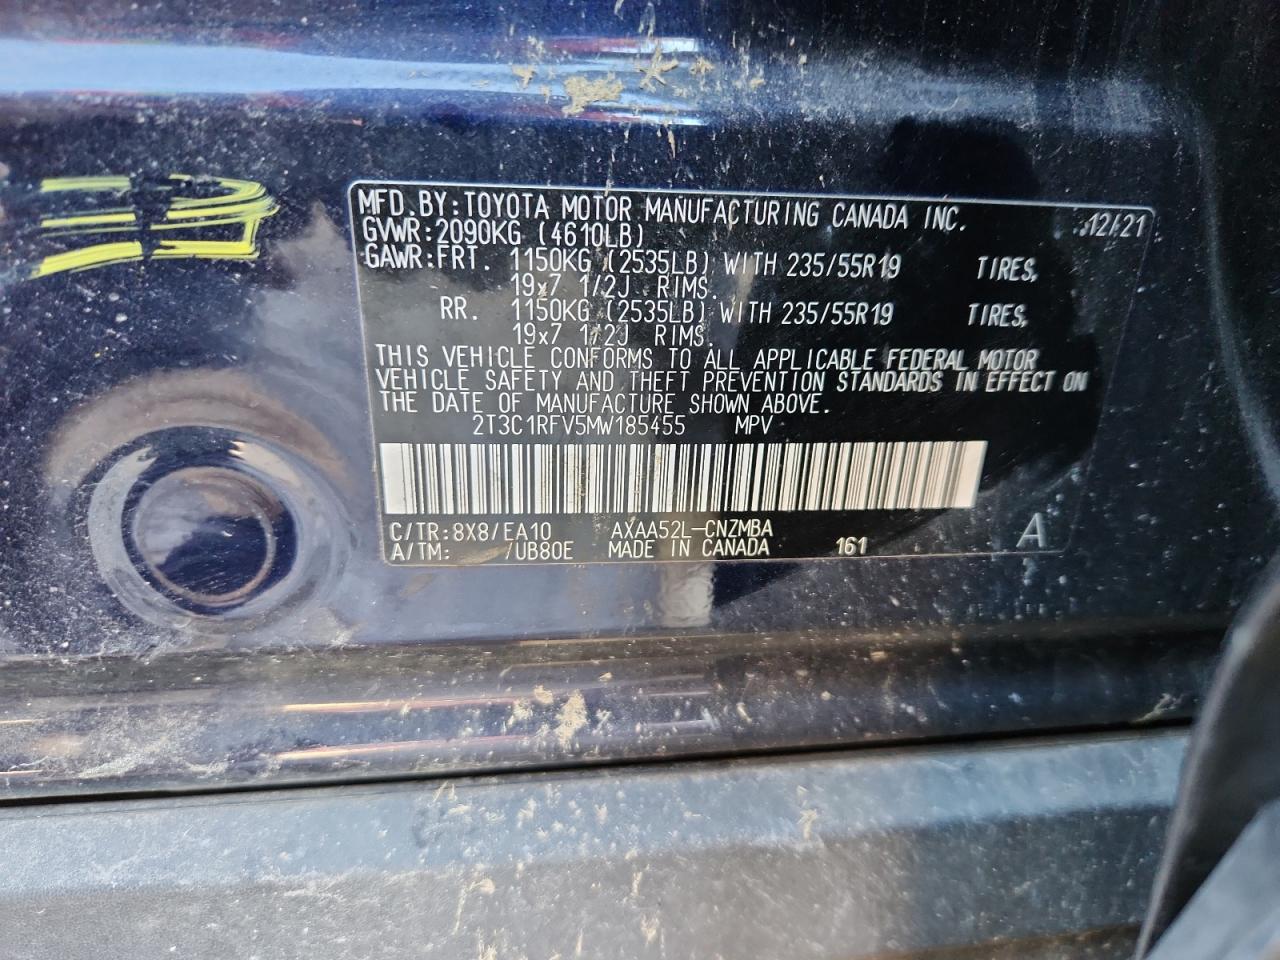 MFD. BY: TOYOTA MOTOR MANUFACTURING CANADA INC. 12/21
GVWR: 2090KG (4610LB)
GAWR: FRT. 1150KG (2535LB) WITH 235/55R19 TIRES,
19x7 1/2J RIMS.
RR. 1150KG (2535LB) WITH 235/55R19 TIRES,
19x7 1/2J RIMS.
THIS VEHICLE CONFORMS TO ALL APPLICABLE FEDERAL MOTOR
VEHICLE SAFETY AND THEFT PREVENTION STANDARDS IN EFFECT ON
THE DATE OF MANUFACTURE SHOWN ABOVE.
2T3C1RFV5MW185455 MPV
C/TR: 8X8/EA10 AXAA52L-CNZMBA
A/TM: /UB80E MADE IN CANADA 161 A